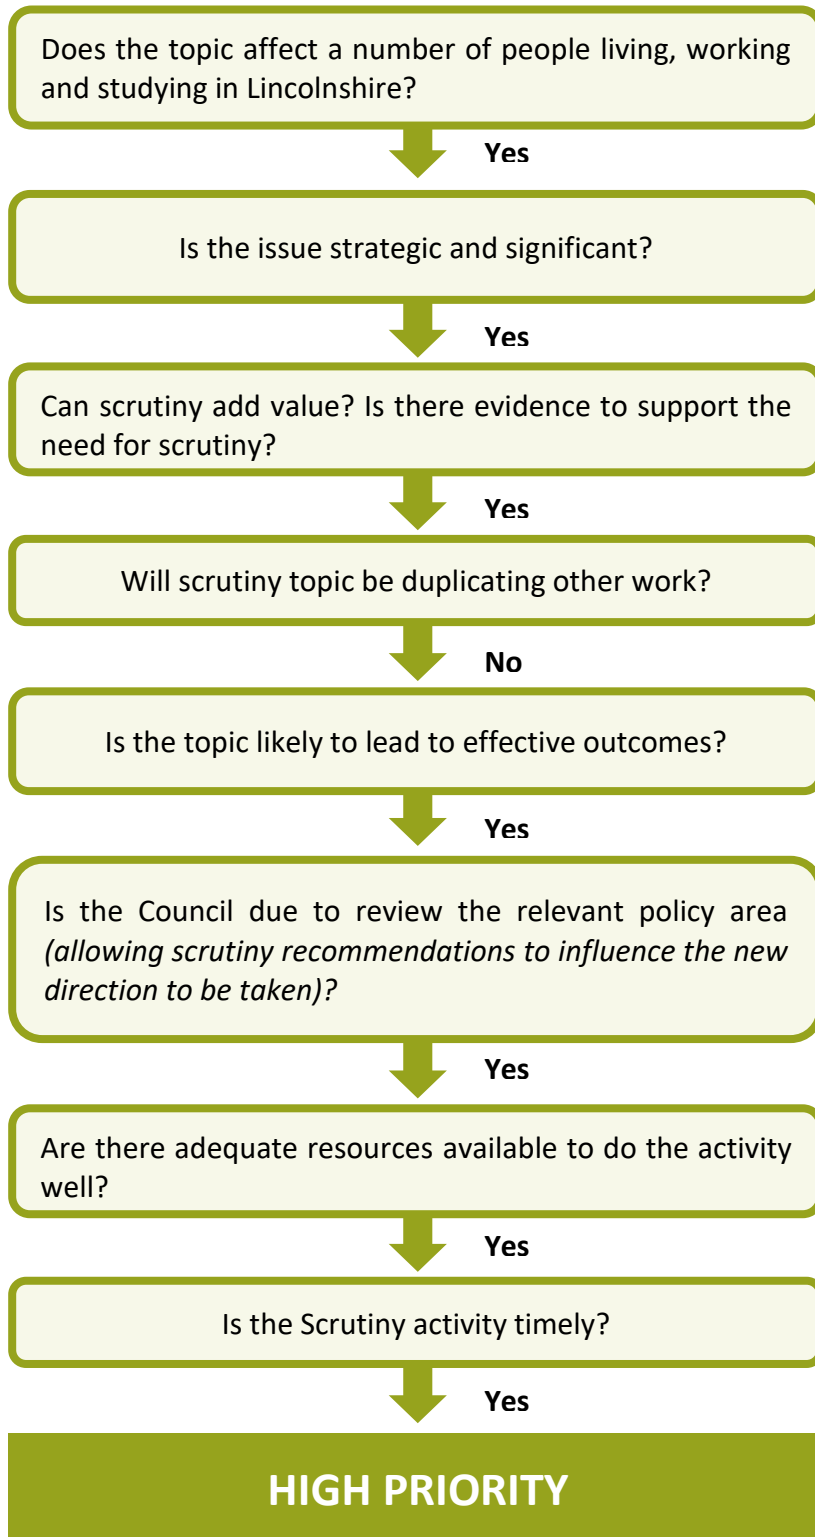 Does the topic affect a number of people living, working
and studying in Lincolnshire?
Yes
Is the issue strategic and significant?
Yes
Can scrutiny add value? Is there evidence to support the
need for scrutiny?
Yes
Will scrutiny topic be duplicating other work?
No
Is the topic likely to lead to effective outcomes?
Yes
Is the Council due to review the relevant policy area
(allowing scrutiny recommendations to influence the new
direction to be taken)?
Yes
Are there adequate resources available to do the activity
well?
Yes
Is the Scrutiny activity timely?
Yes
HIGH PRIORITY